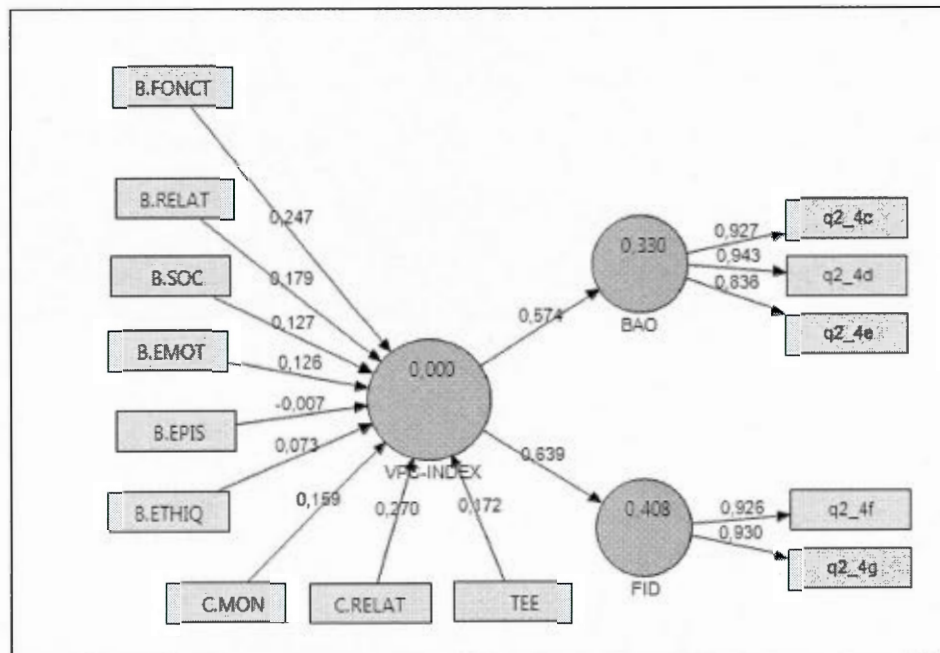 B.FONCT
B.RELAT
B.SOC
B.EMOT
B.EPIS
B.ETHIQ
C.MON
C.RELAT
TEE
0,247
0,179
0,127
0,126
-0,007
0,073
0,159
0,270
0,172
0,000
VPC-INDEX
0,574
0,639
0,330
BAO
0,408
FID
0,927
0,943
0,836
q2_4c
q2_4d
q2_4e
0,926
0,930
q2_4f
q2_4g